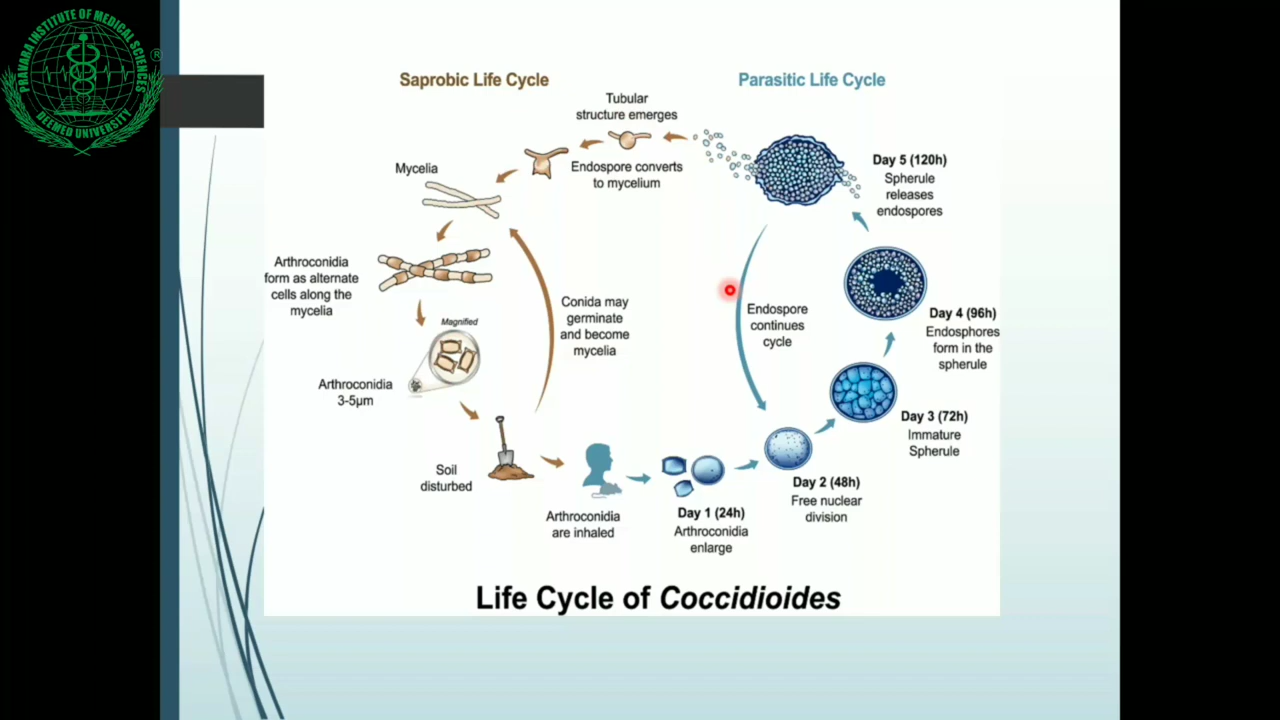 PRAVARA INSTITUTE OF MEDICAL SCIENCES
DEEMED UNIVERSITY
®
Saprobic Life Cycle
Parasitic Life Cycle
Tubular
structure emerges
Endospore converts
to mycelium
Mycelia
Arthroconidia
form as alternate
cells along the
mycelia
Magnified
Arthroconidia
3-5µm
Conida may
germinate
and become
mycelia
Soil
disturbed
Arthroconidia
are inhaled
Day 1 (24h)
Arthroconidia
enlarge
Day 2 (48h)
Free nuclear
division
Day 3 (72h)
Immature
Spherule
Day 4 (96h)
Endosphores
form in the
spherule
Day 5 (120h)
Spherule
releases
endospores
Endospore
continues
cycle
Life Cycle of Coccidioides